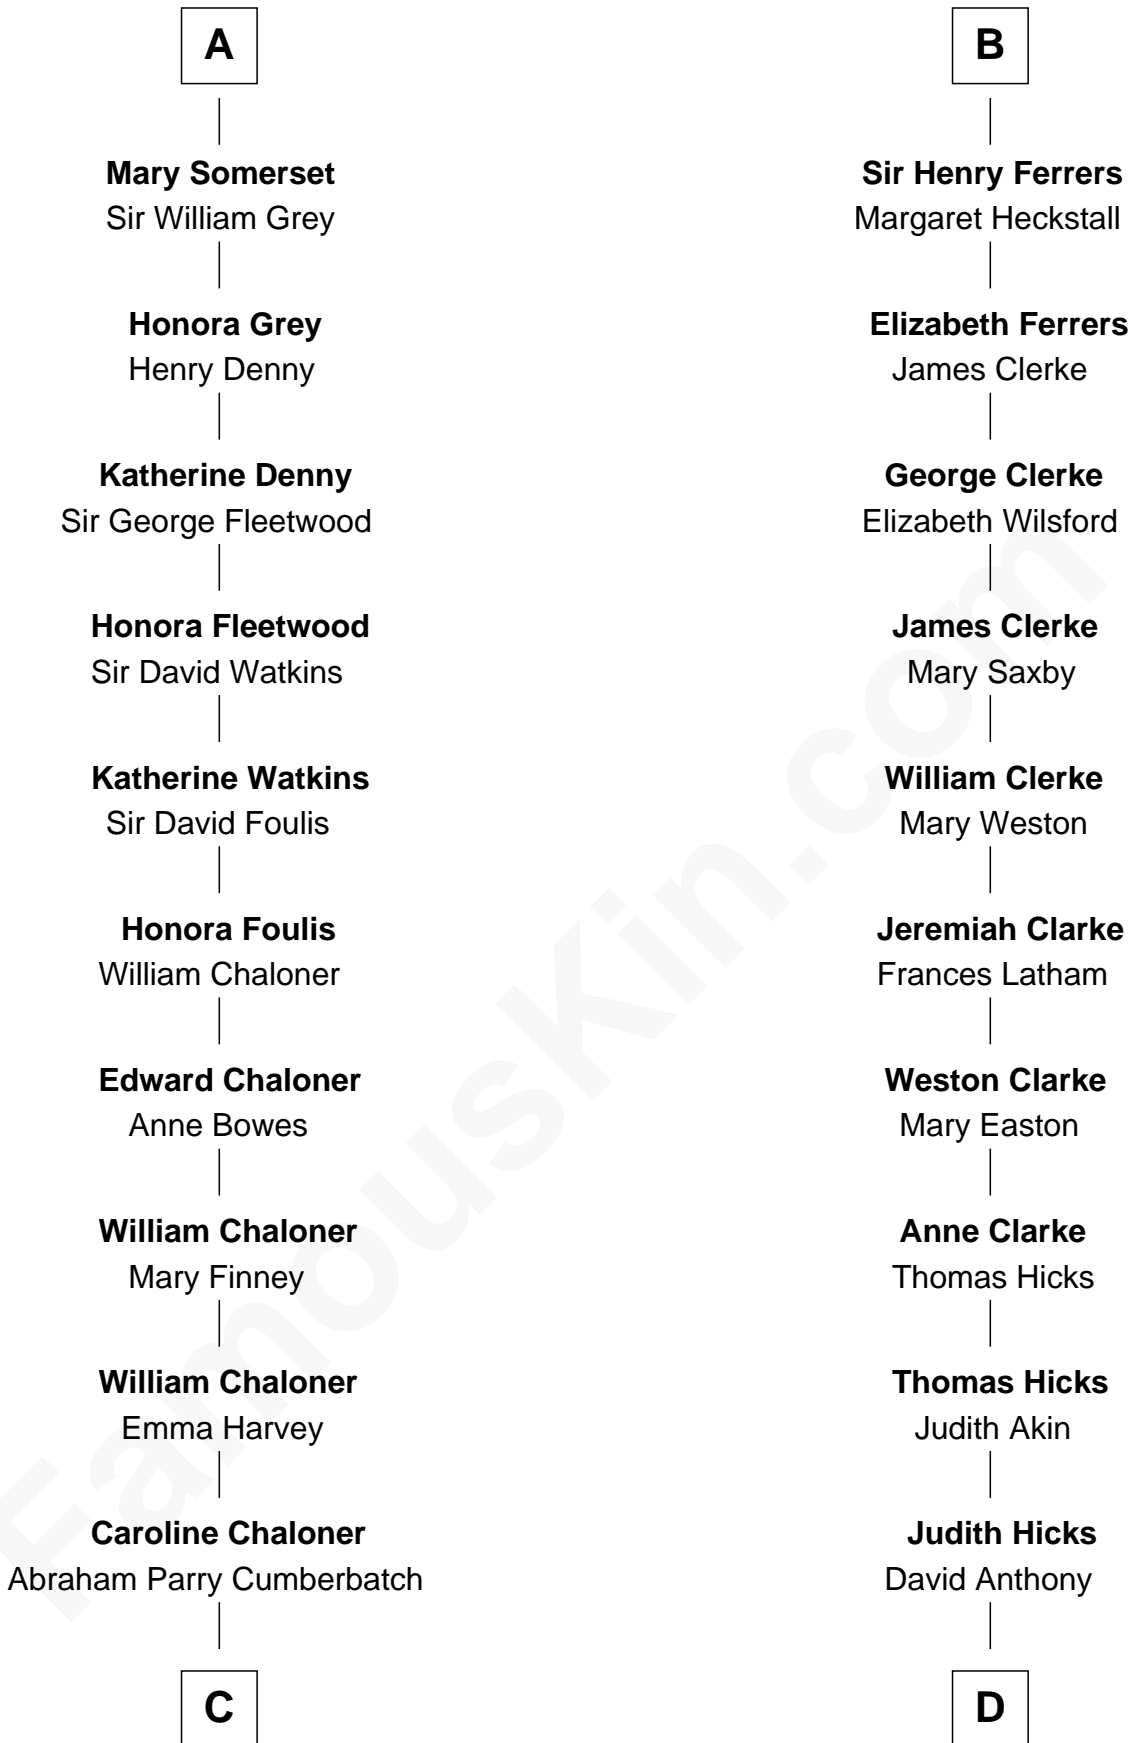 A
Mary Somerset
Sir William Grey
Honora Grey
Henry Denny
Katherine Denny
Sir George Fleetwood
Honora Fleetwood
Sir David Watkins
Katherine Watkins
Sir David Foulis
Honora Foulis
William Chaloner
Edward Chaloner
Anne Bowes
William Chaloner
Mary Finney
William Chaloner
Emma Harvey
Caroline Chaloner
Abraham Parry Cumberbatch
C
B
Sir Henry Ferrers
Margaret Heckstall
Elizabeth Ferrers
James Clerke
George Clerke
Elizabeth Wilsford
James Clerke
Mary Saxby
William Clerke
Mary Weston
Jeremiah Clarke
Frances Latham
Weston Clarke
Mary Easton
Anne Clarke
Thomas Hicks
Thomas Hicks
Judith Akin
Judith Hicks
David Anthony
D
FamousKin.com